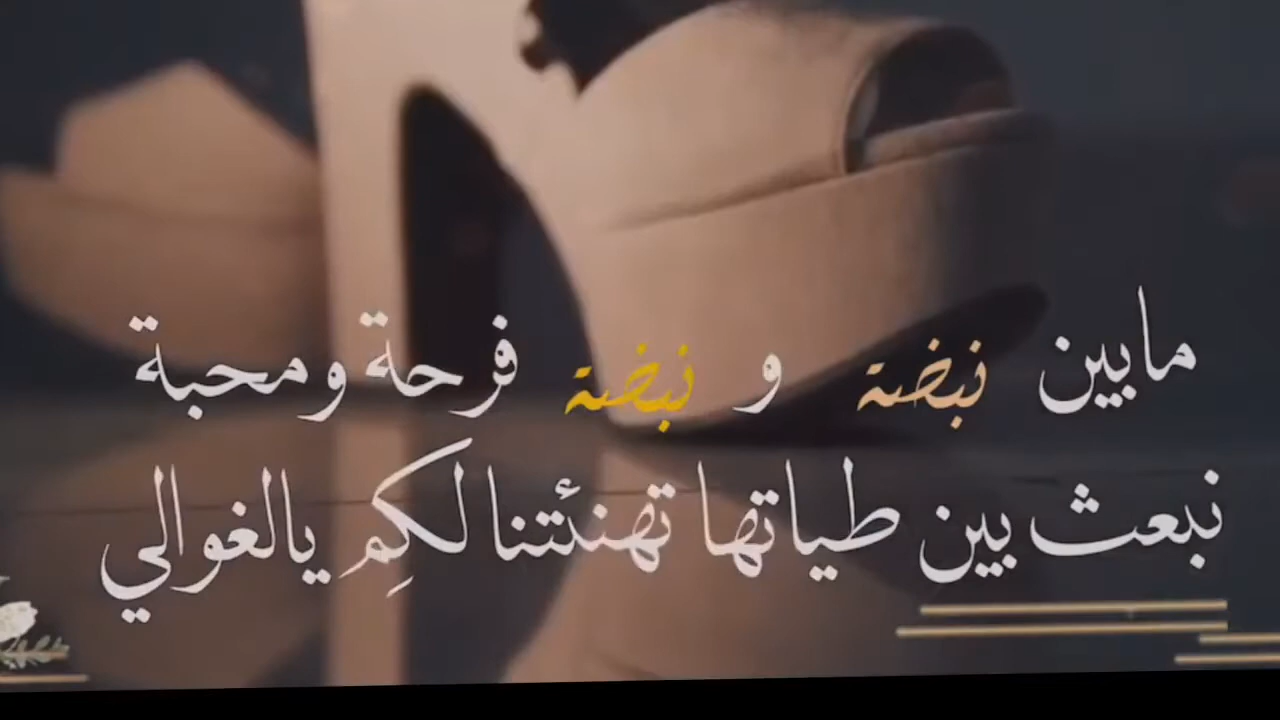 مابين نبضة و نبضة فرحة ومحبة
نبعث بين طياتها تهنئتنا لكِم يالغوالي